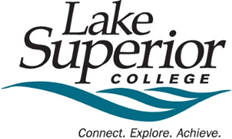 Lake
Superior
COLLEGE
Connect. Explore. Achieve.